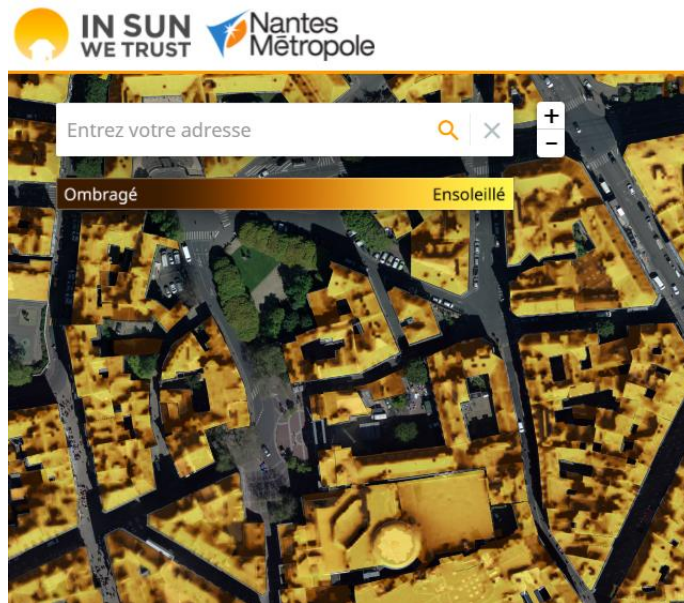 IN SUN
WE TRUST
Nantes
Métropole
Entrez votre adresse
+
−
Ombragé Ensoleillé